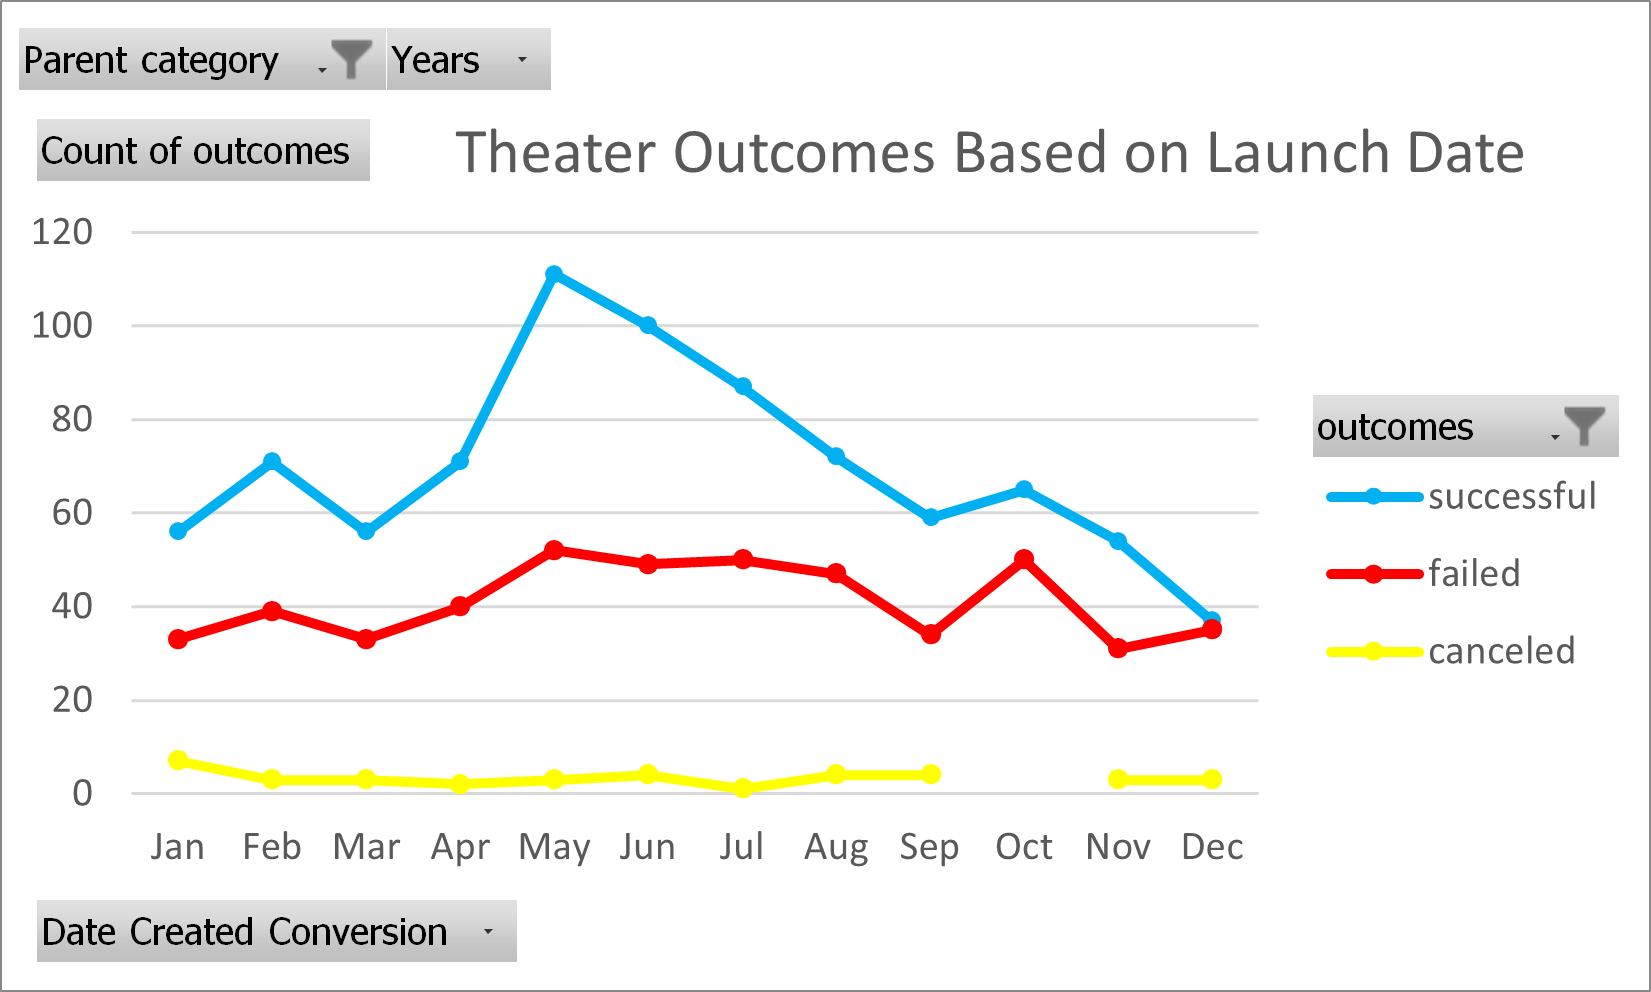 Parent category Years
Count of outcomes
Theater Outcomes Based on Launch Date
120
100
80
60
40
20
0
Jan Feb Mar Apr May Jun Jul Aug Sep Oct Nov Dec
outcomes
successful
failed
canceled
Date Created Conversion